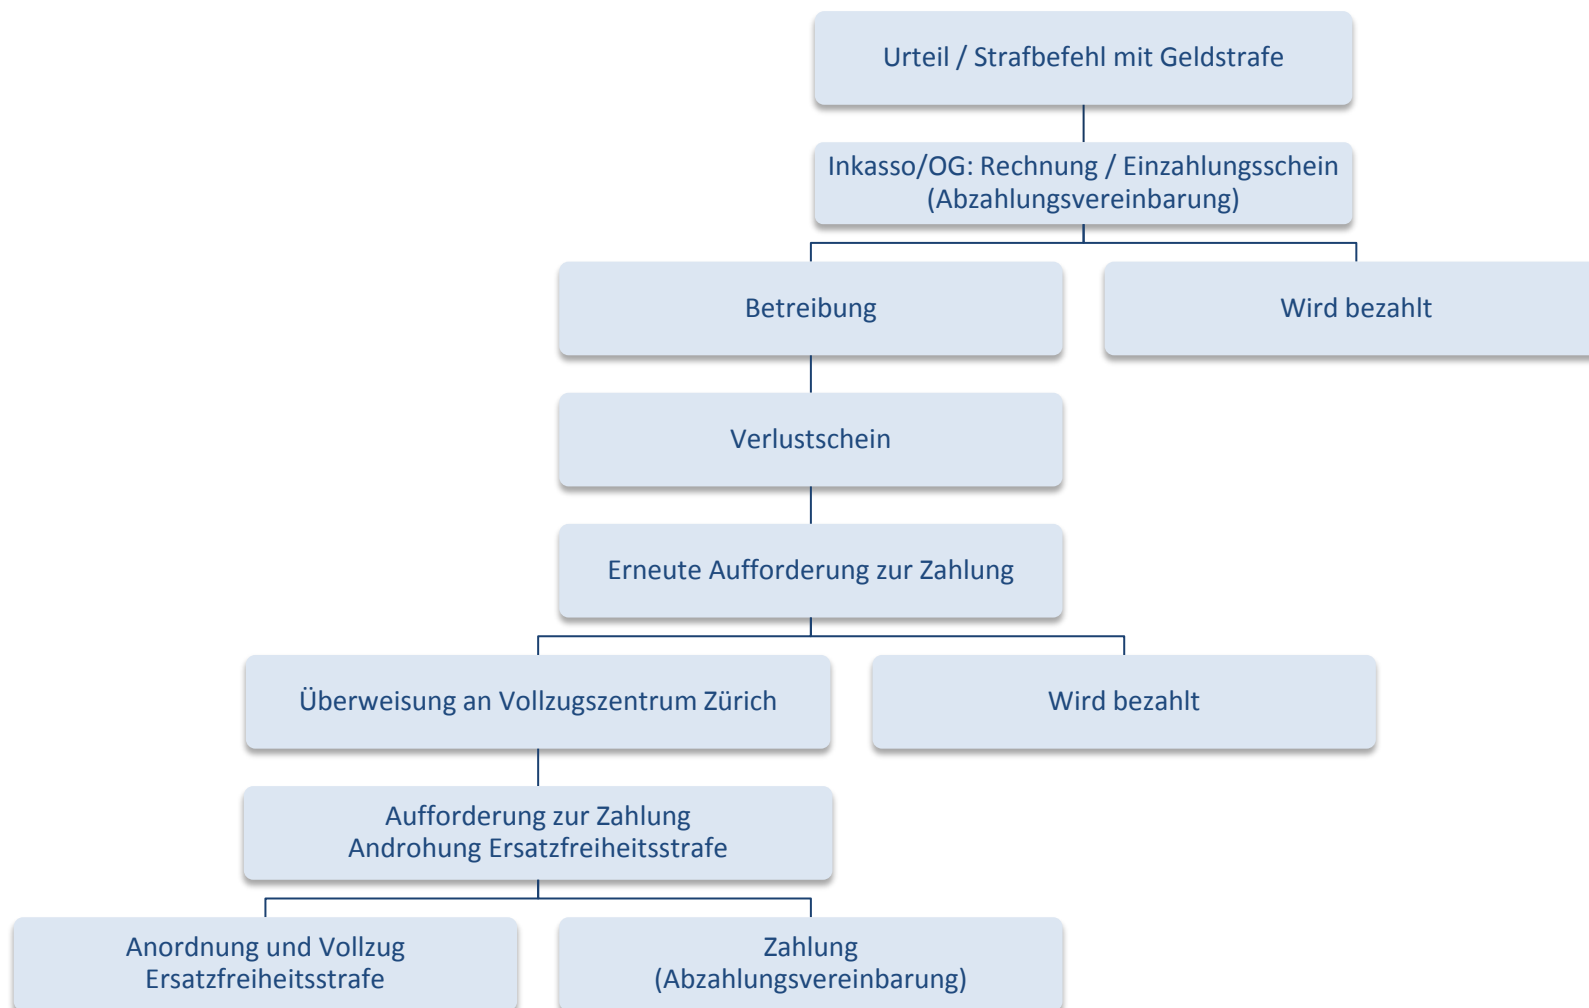 Urteil / Strafbefehl mit Geldstrafe
Inkasso/OG: Rechnung / Einzahlungsschein
(Abzahlungsvereinbarung)
Betreibung
Wird bezahlt
Verlustschein
Erneute Aufforderung zur Zahlung
Überweisung an Vollzugszentrum Zürich
Wird bezahlt
Aufforderung zur Zahlung
Androhung Ersatzfreiheitsstrafe
Anordnung und Vollzug
Ersatzfreiheitsstrafe
Zahlung
(Abzahlungsvereinbarung)